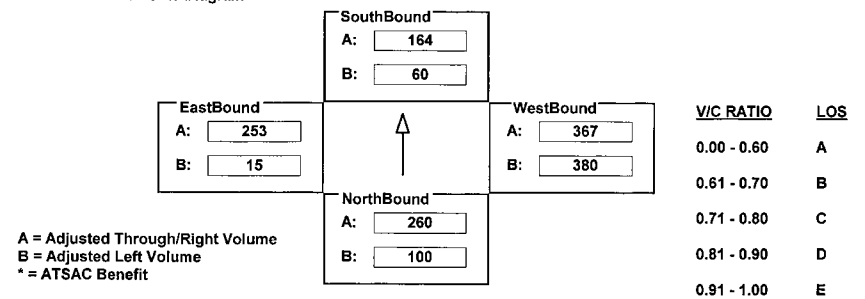 SouthBound
A: 164
B: 60
EastBound
A: 253
B: 15
WestBound
A: 367
B: 380
NorthBound
A: 260
B: 100
A = Adjusted Through/Right Volume
B = Adjusted Left Volume
* = ATSAC Benefit
V/C RATIO LOS
0.00 - 0.60 A
0.61 - 0.70 B
0.71 - 0.80 C
0.81 - 0.90 D
0.91 - 1.00 E